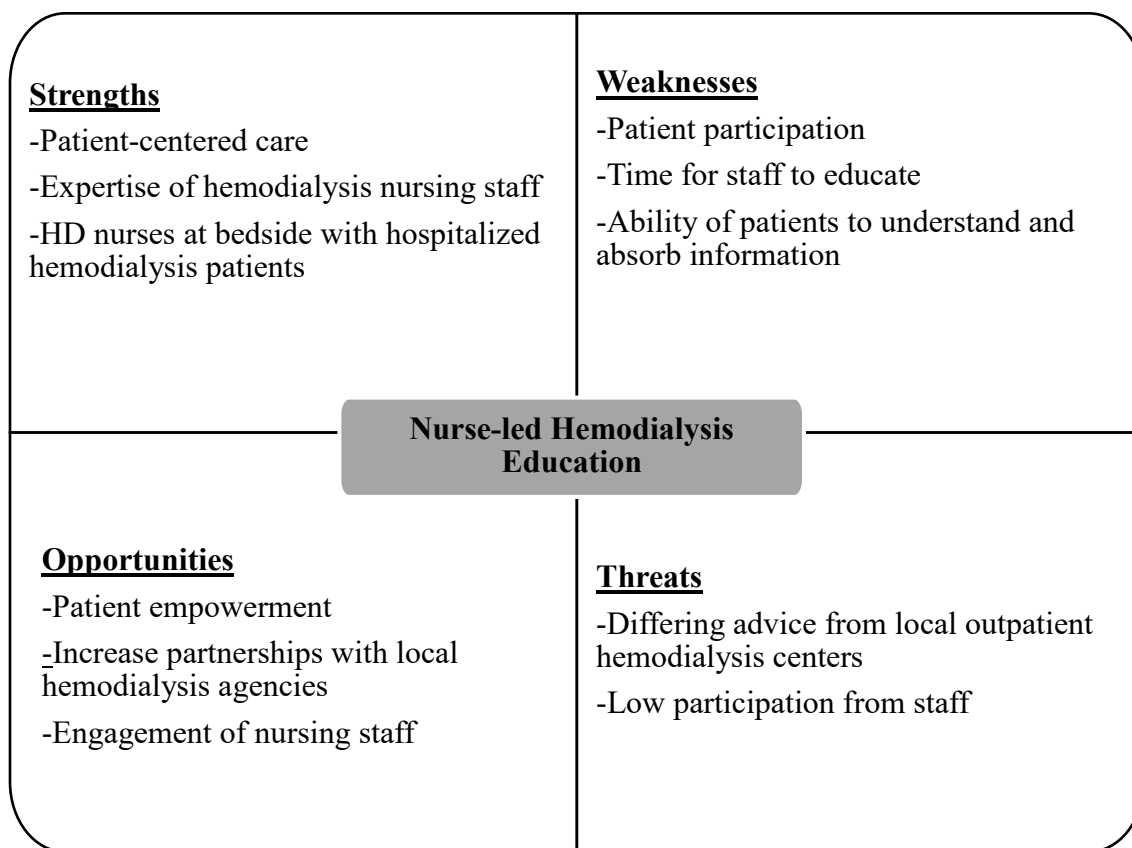 Strengths
-Patient-centered care
-Expertise of hemodialysis nursing staff
-HD nurses at bedside with hospitalized
hemodialysis patients
Weaknesses
-Patient participation
-Time for staff to educate
-Ability of patients to understand and
absorb information
Nurse-led Hemodialysis
Education
Opportunities
-Patient empowerment
-Increase partnerships with local
hemodialysis agencies
-Engagement of nursing staff
Threats
-Differing advice from local outpatient
hemodialysis centers
-Low participation from staff